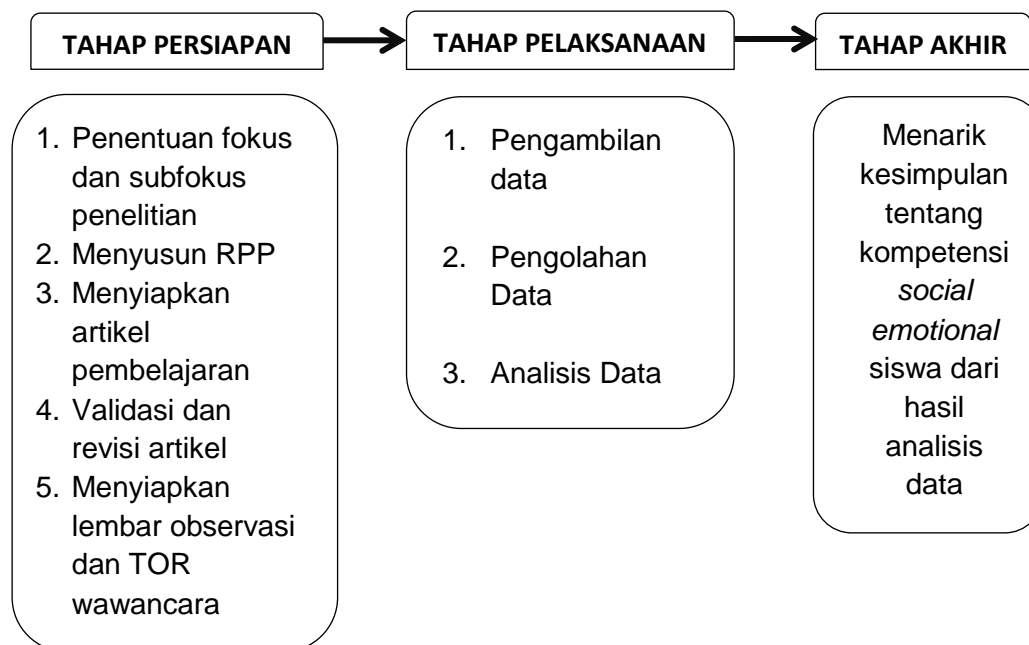 TAHAP PERSIAPAN
TAHAP PELAKSANAAN
TAHAP AKHIR
1. Penentuan fokus
dan subfokus
penelitian
2. Menyusun RPP
3. Menyiapkan
artikel
pembelajaran
4. Validasi dan
revisi artikel
5. Menyiapkan
lembar observasi
dan TOR
wawancara
1. Pengambilan
data
2. Pengolahan
Data
3. Analisis Data
Menarik
kesimpulan
tentang
kompetensi
social
emotional
siswa dari
hasil
analisis
data